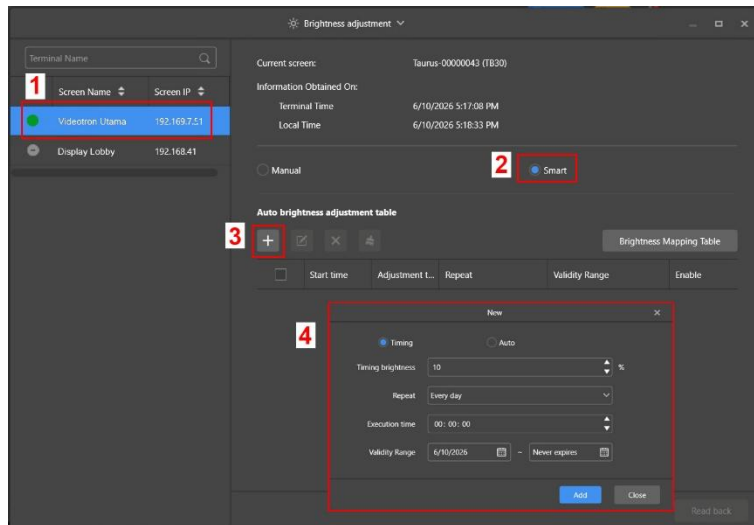 Brightness adjustment
Terminal Name
1
Screen Name Screen IP
Videotron Utama 192.169.7.51
Display Lobby 192.168.41
Current screen: Taurus-00000043 (TB30)
Information Obtained On:
Terminal Time 6/10/2026 5:17:08 PM
Local Time 6/10/2026 5:18:33 PM
2
Manual Smart
Auto brightness adjustment table
3
Brightness Mapping Table
Start time Adjustment t... Repeat Validity Range Enable
4
New
Timing Auto
Timing brightness 10 %
Repeat Every day
Execution time 00: 00: 00
Validity Range 6/10/2026 – Never expires
Add Close
Read back